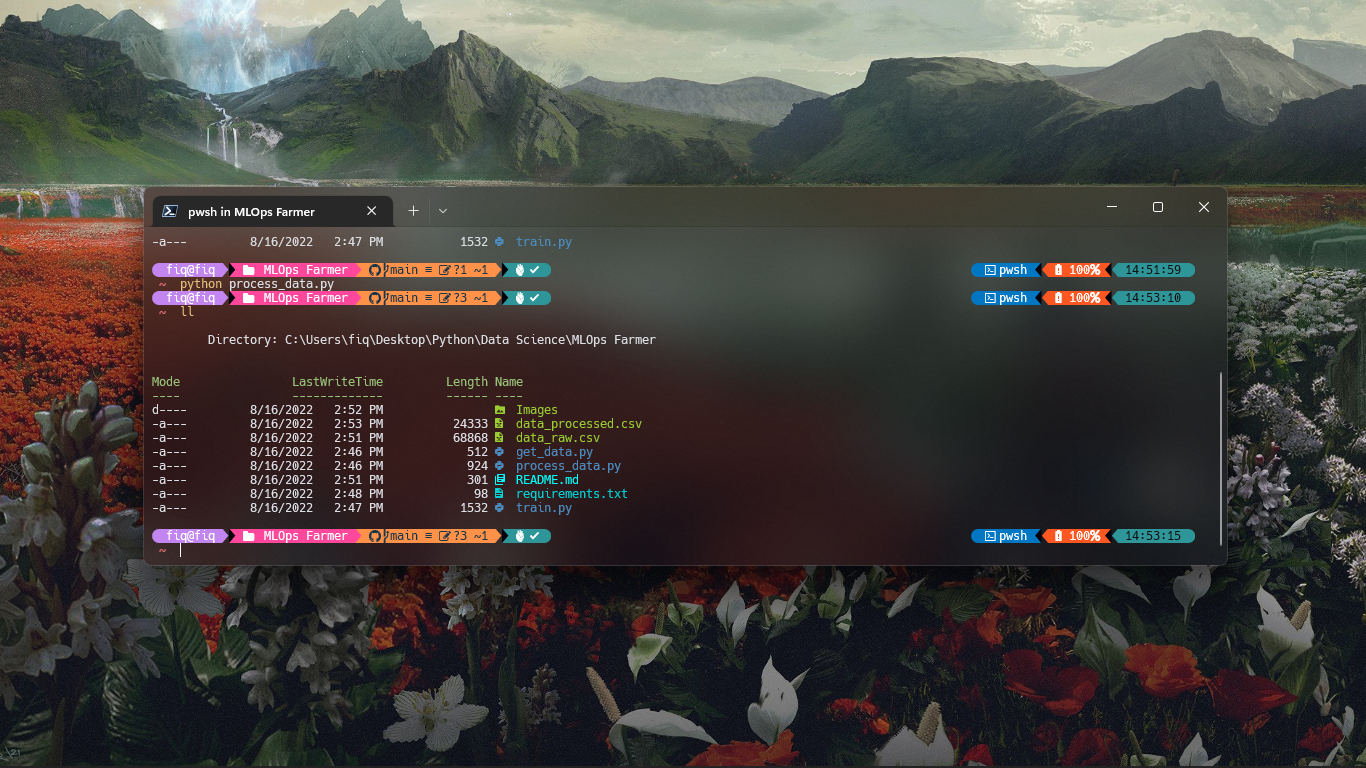 pwsh in MLOps Farmer
-a--- 8/16/2022 2:47 PM 1532 train.py
fiq@fiq MLOps Farmer main ≡ ?1 ~1 pwsh 100% 14:51:59
~ python process_data.py
fiq@fiq MLOps Farmer main ≡ ?3 ~1 pwsh 100% 14:53:10
~ ll
Directory: C:\Users\fiq\Desktop\Python\Data Science\MLOps Farmer
Mode LastWriteTime Length Name
---- ------------- ------ ----
d---- 8/16/2022 2:52 PM Images
-a--- 8/16/2022 2:53 PM 24333 data_processed.csv
-a--- 8/16/2022 2:51 PM 68868 data_raw.csv
-a--- 8/16/2022 2:46 PM 512 get_data.py
-a--- 8/16/2022 2:46 PM 924 process_data.py
-a--- 8/16/2022 2:51 PM 301 README.md
-a--- 8/16/2022 2:48 PM 98 requirements.txt
-a--- 8/16/2022 2:47 PM 1532 train.py
fiq@fiq MLOps Farmer main ≡ ?3 ~1 pwsh 100% 14:53:15
~